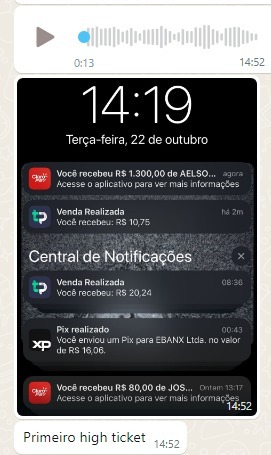 0:13
14:52
14:19
Terça-feira, 22 de outubro
Você recebeu R$ 1.300,00 de AELSO... agora
Acesse o aplicativo para ver mais informações
Venda Realizada há 2m
Você recebeu: R$ 10,75
Central de Notificações
Venda Realizada 08:36
Você recebeu: R$ 20,24
Pix realizado 00:43
Você enviou um Pix para EBANX Ltda. no valor
de R$ 16,06.
xp
Você recebeu R$ 80,00 de JOS... Ontem 13:17
Acesse o aplicativo para ver mais informações
14:52
Primeiro high ticket 14:52